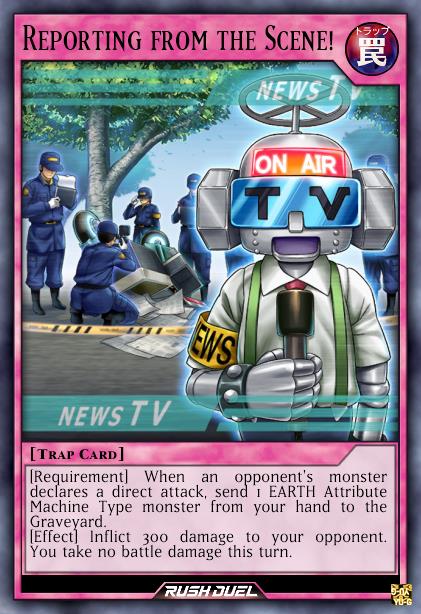 Reporting from the Scene!
トラップ
罠
NEWS TV
ON AIR
TV
EWS
NEWS TV
[Trap Card]
[Requirement] When an opponent's monster
declares a direct attack, send 1 EARTH Attribute
Machine Type monster from your hand to the
Graveyard.
[Effect] Inflict 300 damage to your opponent.
You take no battle damage this turn.
RUSH DUEL